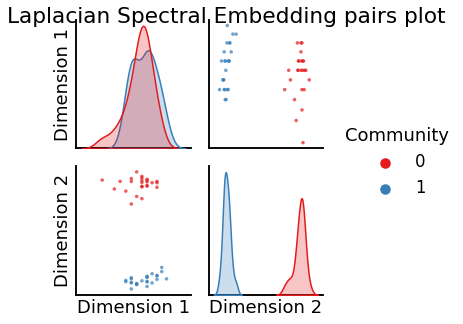 Laplacian Spectral Embedding pairs plot
Dimension 1
Community
0
1
Dimension 2
Dimension 1
Dimension 2